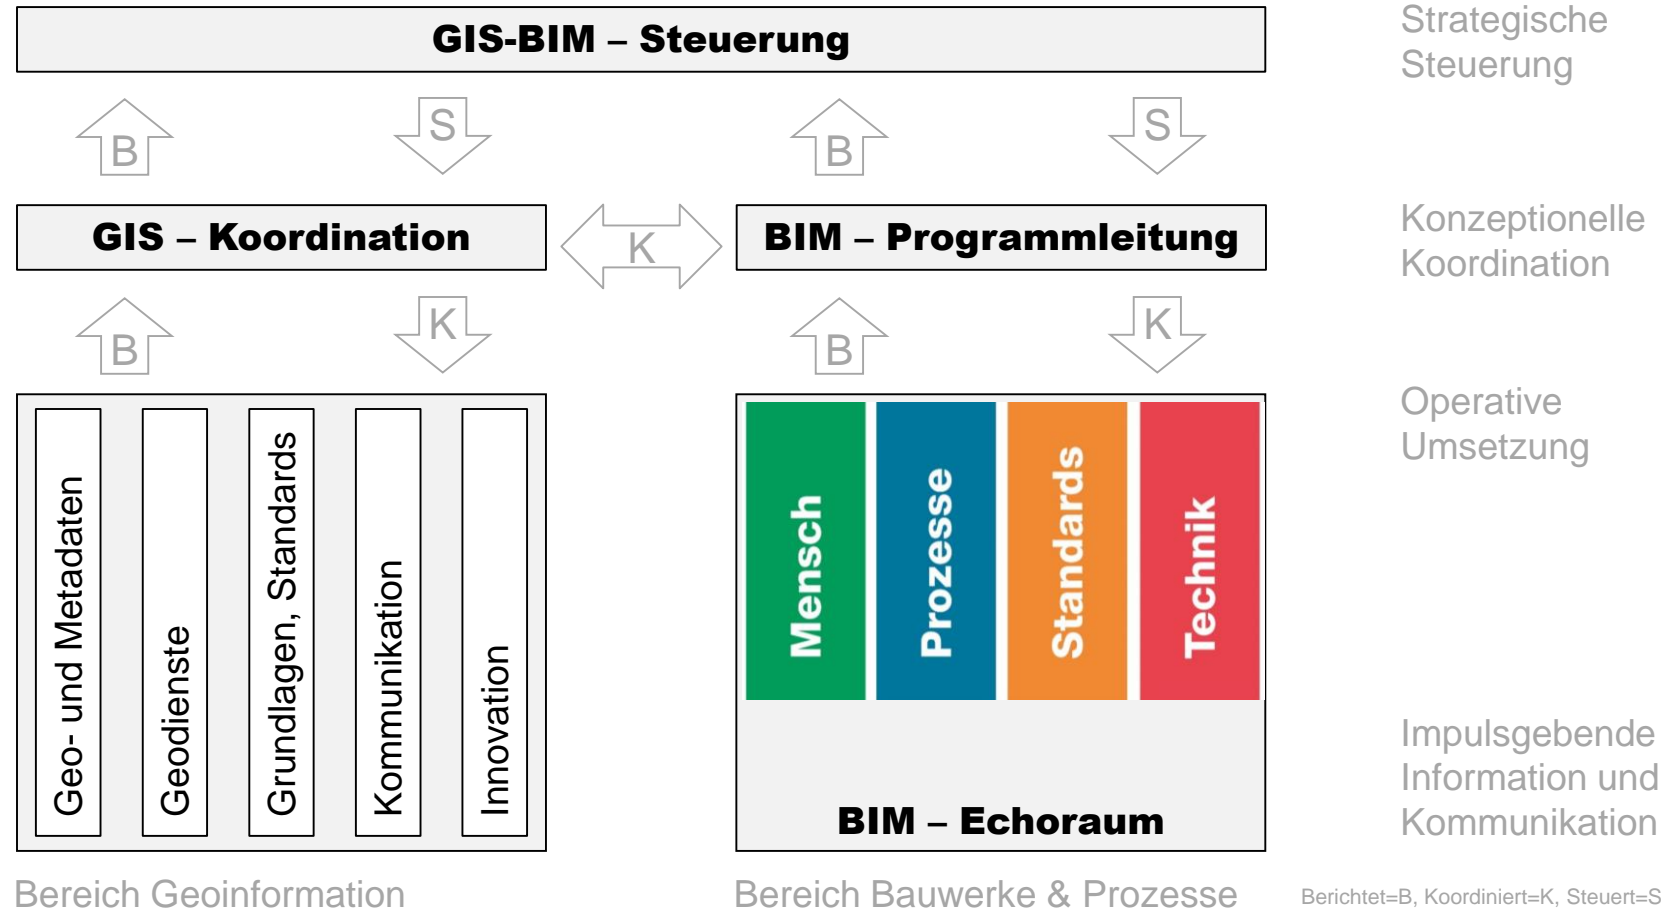 GIS-BIM – Steuerung
Strategische
Steuerung
B
S
B
S
GIS – Koordination
K
BIM – Programmleitung
Konzeptionelle
Koordination
B
K
B
K
Geo- und Metadaten
Geodienste
Grundlagen, Standards
Kommunikation
Innovation
Mensch
Prozesse
Standards
Technik
Operative
Umsetzung
BIM – Echoraum
Impulsgebende
Information und
Kommunikation
Bereich Geoinformation
Bereich Bauwerke & Prozesse
Berichtet=B, Koordiniert=K, Steuert=S